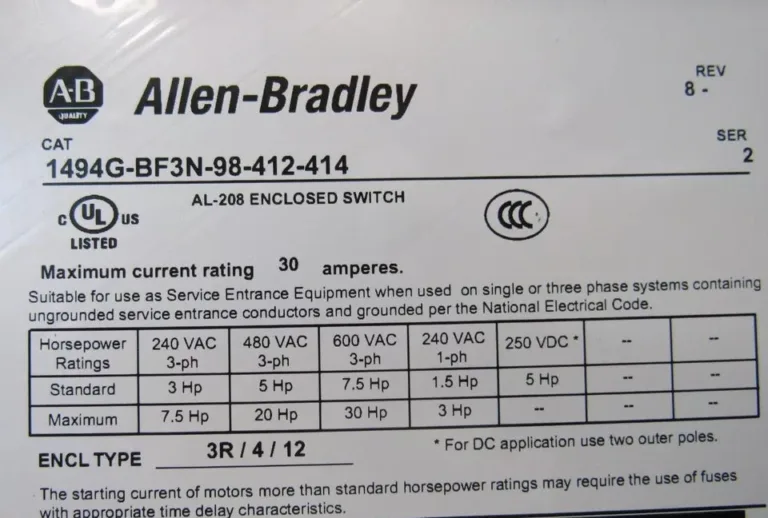 A-B
QUALITY
Allen-Bradley
REV
8 -
CAT
SER
1494G-BF3N-98-412-414
2
c UL US
LISTED
AL-208 ENCLOSED SWITCH
CCC
Maximum current rating 30 amperes.
Suitable for use as Service Entrance Equipment when used on single or three phase systems containing
ungrounded service entrance conductors and grounded per the National Electrical Code.
Horsepower Ratings 240 VAC 3-ph 480 VAC 3-ph 600 VAC 3-ph 240 VAC 1-ph 250 VDC * -- --
Standard 3 Hp 5 Hp 7.5 Hp 1.5 Hp 5 Hp -- --
Maximum 7.5 Hp 20 Hp 30 Hp 3 Hp -- -- --
ENCL TYPE 3R / 4 / 12
* For DC application use two outer poles.
The starting current of motors more than standard horsepower ratings may require the use of fuses
with appropriate time delay characteristics.